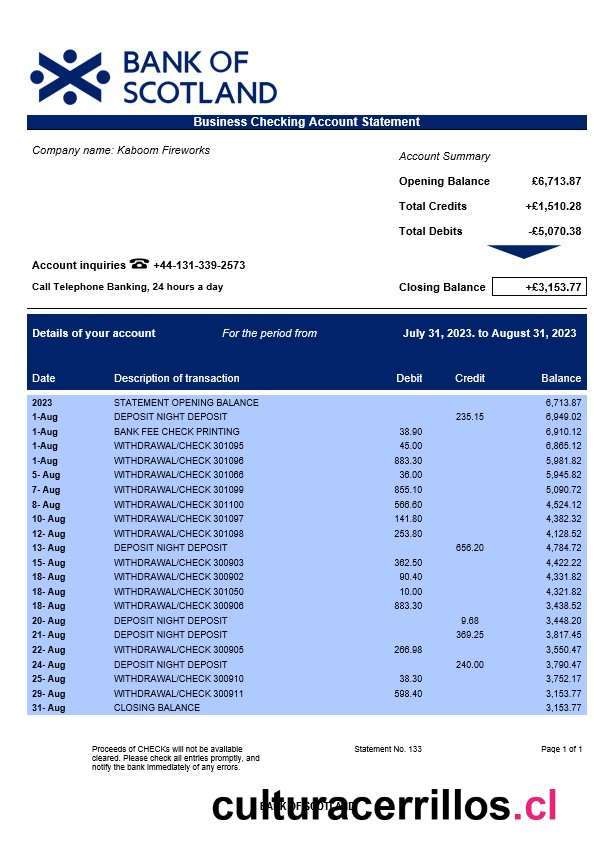 BANK OF
SCOTLAND
Business Checking Account Statement
Company name: Kaboom Fireworks
Account Summary
Opening Balance £6,713.87
Total Credits +£1,510.28
Total Debits -£5,070.38
Account inquiries ☎ +44-131-339-2573
Call Telephone Banking, 24 hours a day
Closing Balance +£3,153.77
Details of your account For the period from July 31, 2023. to August 31, 2023
Date Description of transaction Debit Credit Balance
2023 STATEMENT OPENING BALANCE 6,713.87
1-Aug DEPOSIT NIGHT DEPOSIT 235.15 6,949.02
1-Aug BANK FEE CHECK PRINTING 38.90 6,910.12
1-Aug WITHDRAWAL/CHECK 301095 45.00 6,865.12
1-Aug WITHDRAWAL/CHECK 301096 883.30 5,981.82
5- Aug WITHDRAWAL/CHECK 301066 36.00 5,945.82
7- Aug WITHDRAWAL/CHECK 301099 855.10 5,090.72
8- Aug WITHDRAWAL/CHECK 301100 566.60 4,524.12
10- Aug WITHDRAWAL/CHECK 301097 141.80 4,382.32
12- Aug WITHDRAWAL/CHECK 301098 253.80 4,128.52
13- Aug DEPOSIT NIGHT DEPOSIT 656.20 4,784.72
15- Aug WITHDRAWAL/CHECK 300903 362.50 4,422.22
18- Aug WITHDRAWAL/CHECK 300902 90.40 4,331.82
18- Aug WITHDRAWAL/CHECK 301050 10.00 4,321.82
18- Aug WITHDRAWAL/CHECK 300906 883.30 3,438.52
20- Aug DEPOSIT NIGHT DEPOSIT 9.68 3,448.20
21- Aug DEPOSIT NIGHT DEPOSIT 369.25 3,817.45
22- Aug WITHDRAWAL/CHECK 300905 266.98 3,550.47
24- Aug DEPOSIT NIGHT DEPOSIT 240.00 3,790.47
25- Aug WITHDRAWAL/CHECK 300910 38.30 3,752.17
29- Aug WITHDRAWAL/CHECK 300911 598.40 3,153.77
31- Aug CLOSING BALANCE 3,153.77
Proceeds of CHECKs will not be available
cleared. Please check all entries promptly, and
notify the bank immediately of any errors.
Statement No. 133
Page 1 of 1
BANK OF SCOTLAND
culturacerrillos.cl